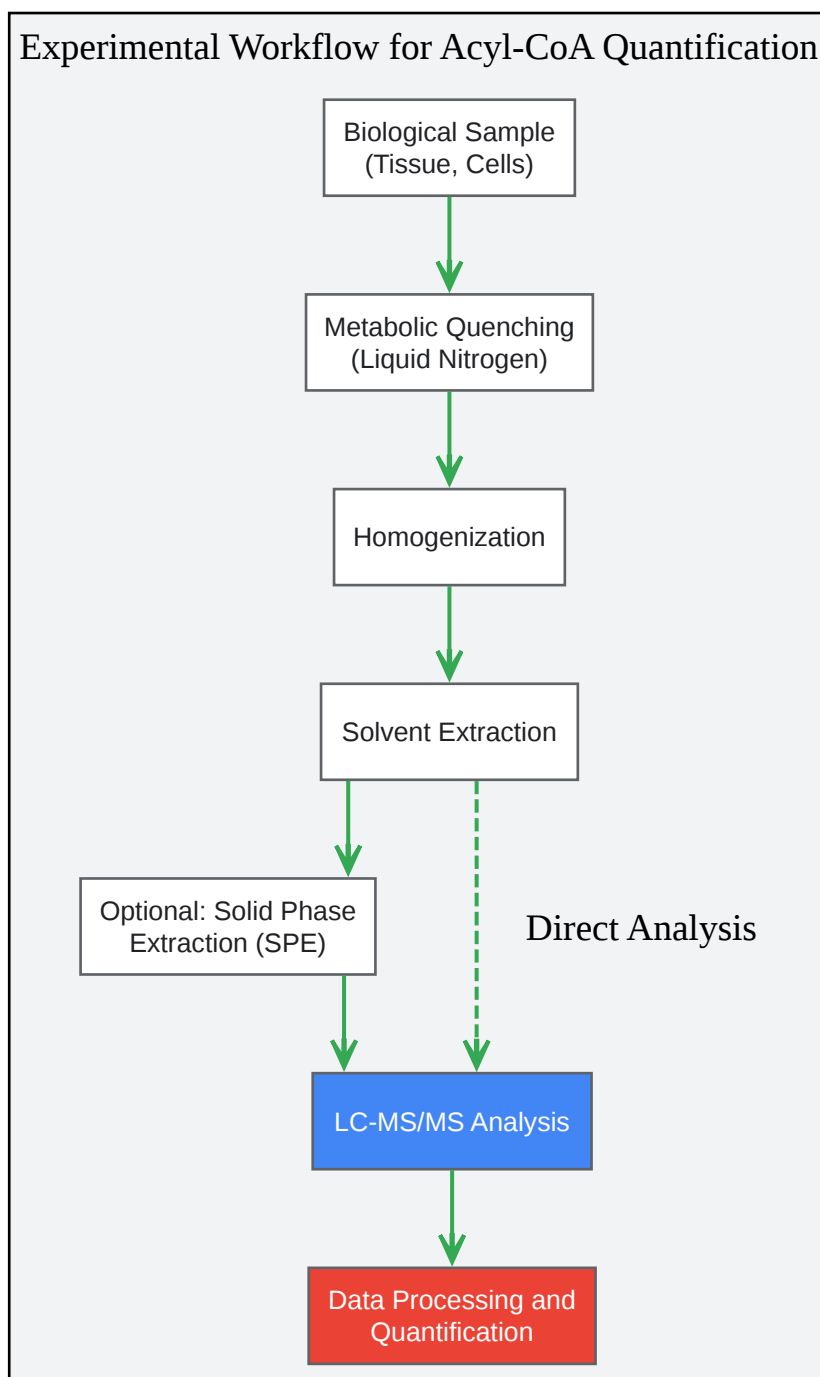 Experimental Workflow for Acyl-CoA Quantification
Biological Sample
(Tissue, Cells)
Metabolic Quenching
(Liquid Nitrogen)
Homogenization
Solvent Extraction
Optional: Solid Phase
Extraction (SPE)
Direct Analysis
LC-MS/MS Analysis
Data Processing and
Quantification